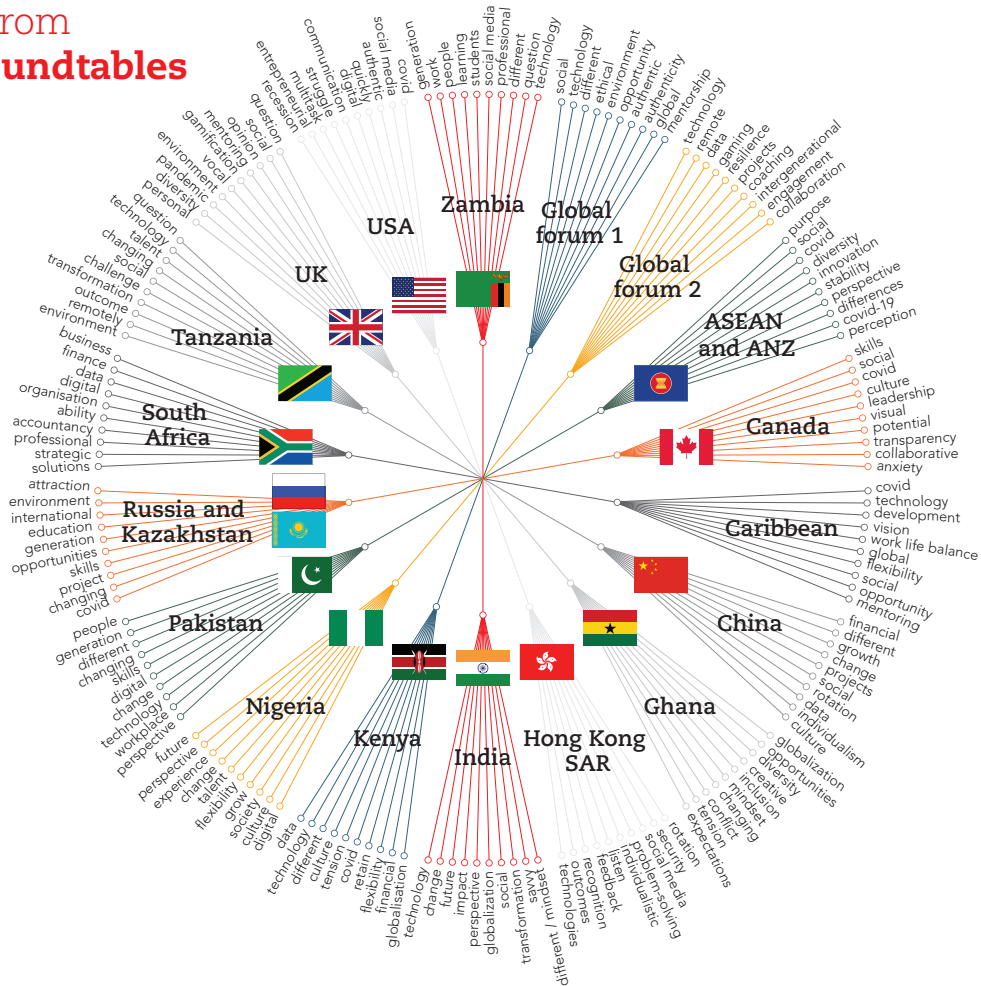 from
undtables
Zambia
generation
work
people
learning
students
social media
professional
different
question
technology
Global
forum 1
social
technology
different
ethical
environment
opportunity
authentic
authenticity
global
mentorship
Global
forum 2
technology
remote
data
gaming
resilience
projects
coaching
intergenerational
engagement
collaboration
ASEAN
and ANZ
purpose
social
covid
diversity
innovation
stability
perspective
differences
covid-19
perception
Canada
skills
social
covid
culture
leadership
visual
potential
transparency
collaborative
anxiety
Caribbean
covid
technology
development
vision
work life balance
global
flexibility
social
opportunity
mentoring
China
financial
different
growth
change
projects
social
rotation
data
individualism
culture
Ghana
globalization
opportunities
diversity
creative
inclusion
mindset
changing
conflict
tension
expectations
Hong Kong
SAR
rotation
security
social media
problem-solving
individualistic
listen
feedback
recognition
outcomes
technologies
India
different / mindset
savvy
transformation
social
globalization
perspective
impact
future
change
technology
Kenya
globalisation
financial
flexibility
retain
covid
tension
culture
different
technology
data
Nigeria
digital
culture
society
grow
flexibility
talent
change
experience
perspective
future
Pakistan
perspective
workplace
technology
change
digital
skills
changing
different
generation
people
Russia and
Kazakhstan
covid
changing
project
skills
opportunities
generation
education
international
environment
attraction
South
Africa
solutions
strategic
professional
accountancy
ability
organisation
digital
data
finance
business
Tanzania
environment
remotely
outcome
transformation
challenge
social
changing
talent
technology
question
UK
personal
diversity
pandemic
environment
vocal
gamification
mentoring
opinion
social
question
USA
recession
entrepreneurial
multitask
struggle
communication
digital
quickly
authentic
social media
covid